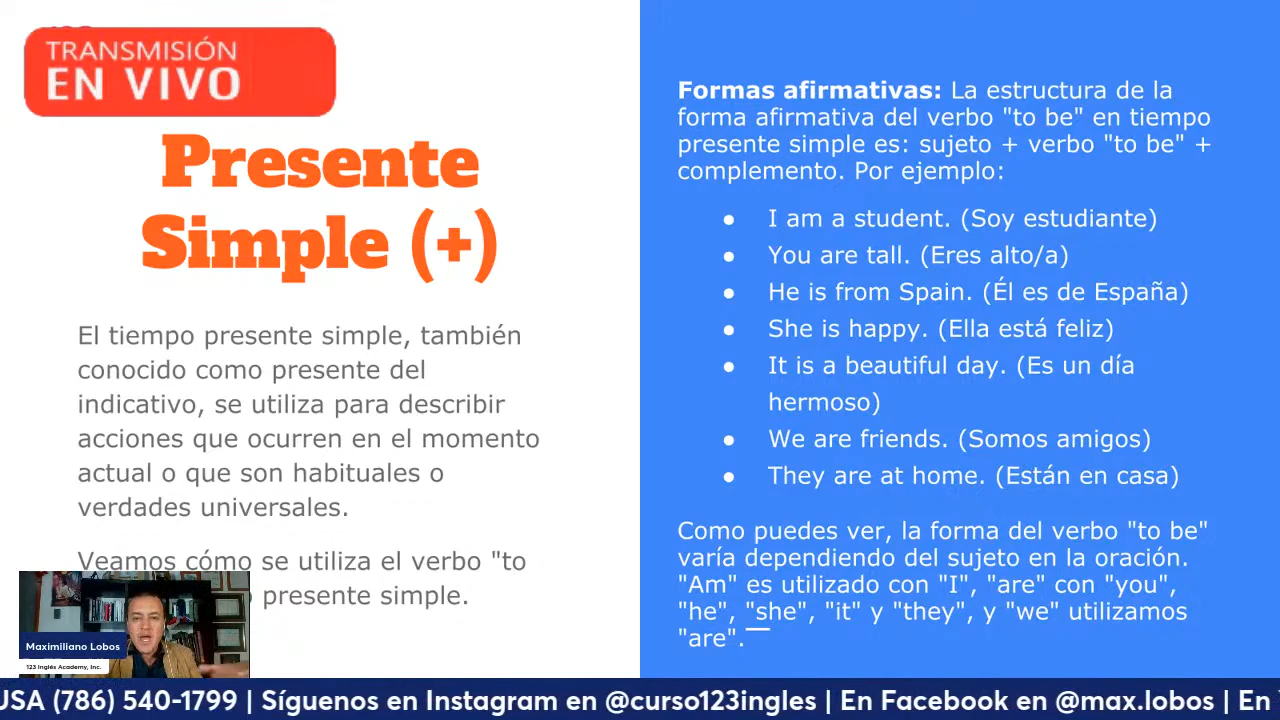 TRANSMISIÓN
EN VIVO
Presente
Simple (+)
El tiempo presente simple, también
conocido como presente del
indicativo, se utiliza para describir
acciones que ocurren en el momento
actual o que son habituales o
verdades universales.
Veamos cómo se utiliza el verbo "to
presente simple.
Formas afirmativas: La estructura de la
forma afirmativa del verbo "to be" en tiempo
presente simple es: sujeto + verbo "to be" +
complemento. Por ejemplo:
● I am a student. (Soy estudiante)
● You are tall. (Eres alto/a)
● He is from Spain. (Él es de España)
● She is happy. (Ella está feliz)
● It is a beautiful day. (Es un día
hermoso)
● We are friends. (Somos amigos)
● They are at home. (Están en casa)
Como puedes ver, la forma del verbo "to be"
varía dependiendo del sujeto en la oración.
"Am" es utilizado con "I", "are" con "you",
"he", "she", "it" y "they", y "we" utilizamos
"are".
Maximiliano Lobos
123 Inglés Academy, Inc.
USA (786) 540-1799 | Síguenos en Instagram en @curso123ingles | En Facebook en @max.lobos | En